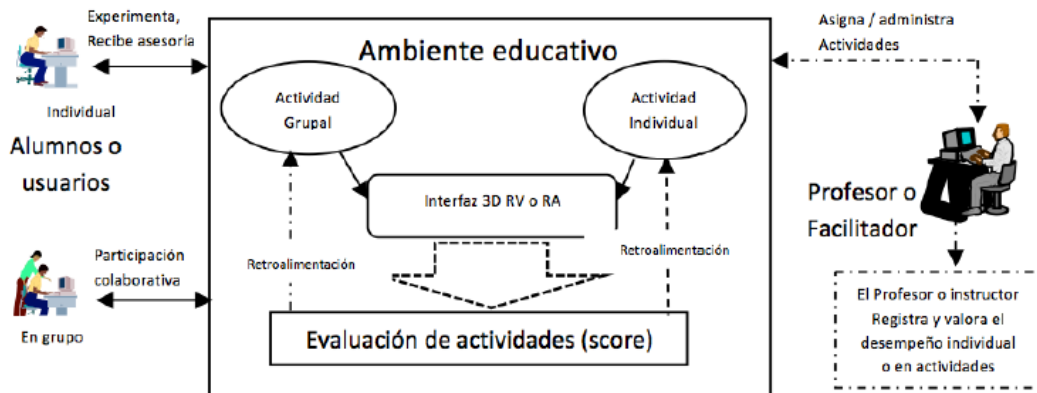 Experimenta,
Recibe asesoría
Individual
Alumnos o
usuarios
Participación
colaborativa
En grupo
Ambiente educativo
Actividad
Grupal
Actividad
Individual
Interfaz 3D RV o RA
Retroalimentación
Retroalimentación
Evaluación de actividades (score)
Asigna / administra
Actividades
Profesor o
Facilitador
El Profesor o instructor
Registra y valora el
desempeño individual
o en actividades